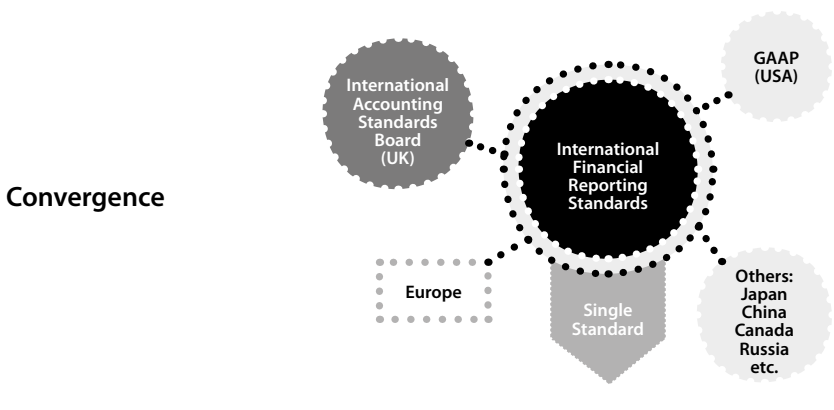 Convergence
International
Accounting
Standards
Board
(UK)
International
Financial
Reporting
Standards
GAAP
(USA)
Europe
Single
Standard
Others:
Japan
China
Canada
Russia
etc.